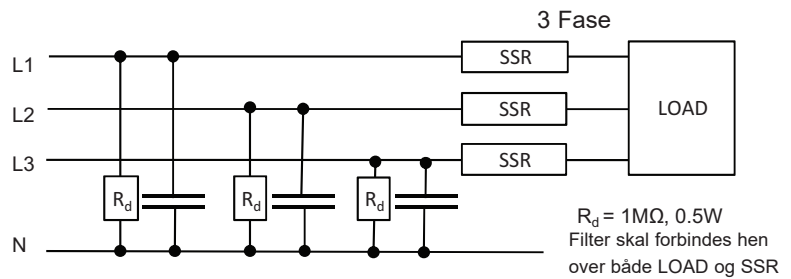 3 Fase
L1
SSR
L2
SSR
LOAD
L3
SSR
R_d
R_d
R_d
N
R_d = 1MΩ, 0.5W
Filter skal forbindes hen
over både LOAD og SSR